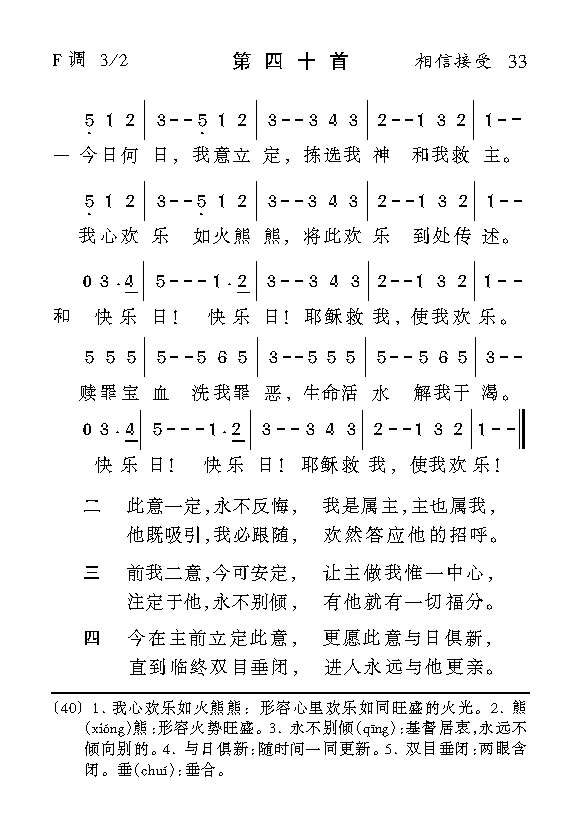 F 调 3/2 第四十首 相信接受 33
5 1 2 | 3 - - 5 1 2 | 3 - - 3 4 3 | 2 - - 1 3 2 | 1 - -
一 今日何 日，我意立 定，拣选我 神 和我救 主。
5 1 2 | 3 - - 5 1 2 | 3 - - 3 4 3 | 2 - - 1 3 2 | 1 - -
我心欢 乐 如火熊 熊，将此欢 乐 到处传 述。
0 3 . 4 | 5 - - - 1 . 2 | 3 - - 3 4 3 | 2 - - 1 3 2 | 1 - -
和 快 乐 日！ 快 乐 日！耶稣救 我，使我欢 乐。
5 5 5 | 5 - - 5 6 5 | 3 - - 5 5 5 | 5 - - 5 6 5 | 3 - -
赎罪宝 血 洗我罪 恶，生命活 水 解我干 渴。
0 3 . 4 | 5 - - - 1 . 2 | 3 - - 3 4 3 | 2 - - 1 3 2 | 1 - - ‖
快 乐 日！ 快 乐 日！耶稣救 我，使我欢 乐！
二 此意一定，永不反悔， 我是属主，主也属我，
他既吸引，我必跟随， 欢然答应他的招呼。
三 前我二意，今可安定， 让主做我惟一中心，
注定于他，永不别倾， 有他就有一切福分。
四 今在主前立定此意， 更愿此意与日俱新，
直到临终双目垂闭， 进人永远与他更亲。
〔40〕1．我心欢乐如火熊熊：形容心里欢乐如同旺盛的火光。2．熊
(xióng)熊：形容火势旺盛。3．永不别倾(qīng)：基督居衷，永远不
倾向别的。4．与日俱新：随时间一同更新。5．双目垂闭：两眼含
闭。垂(chuí)：垂合。